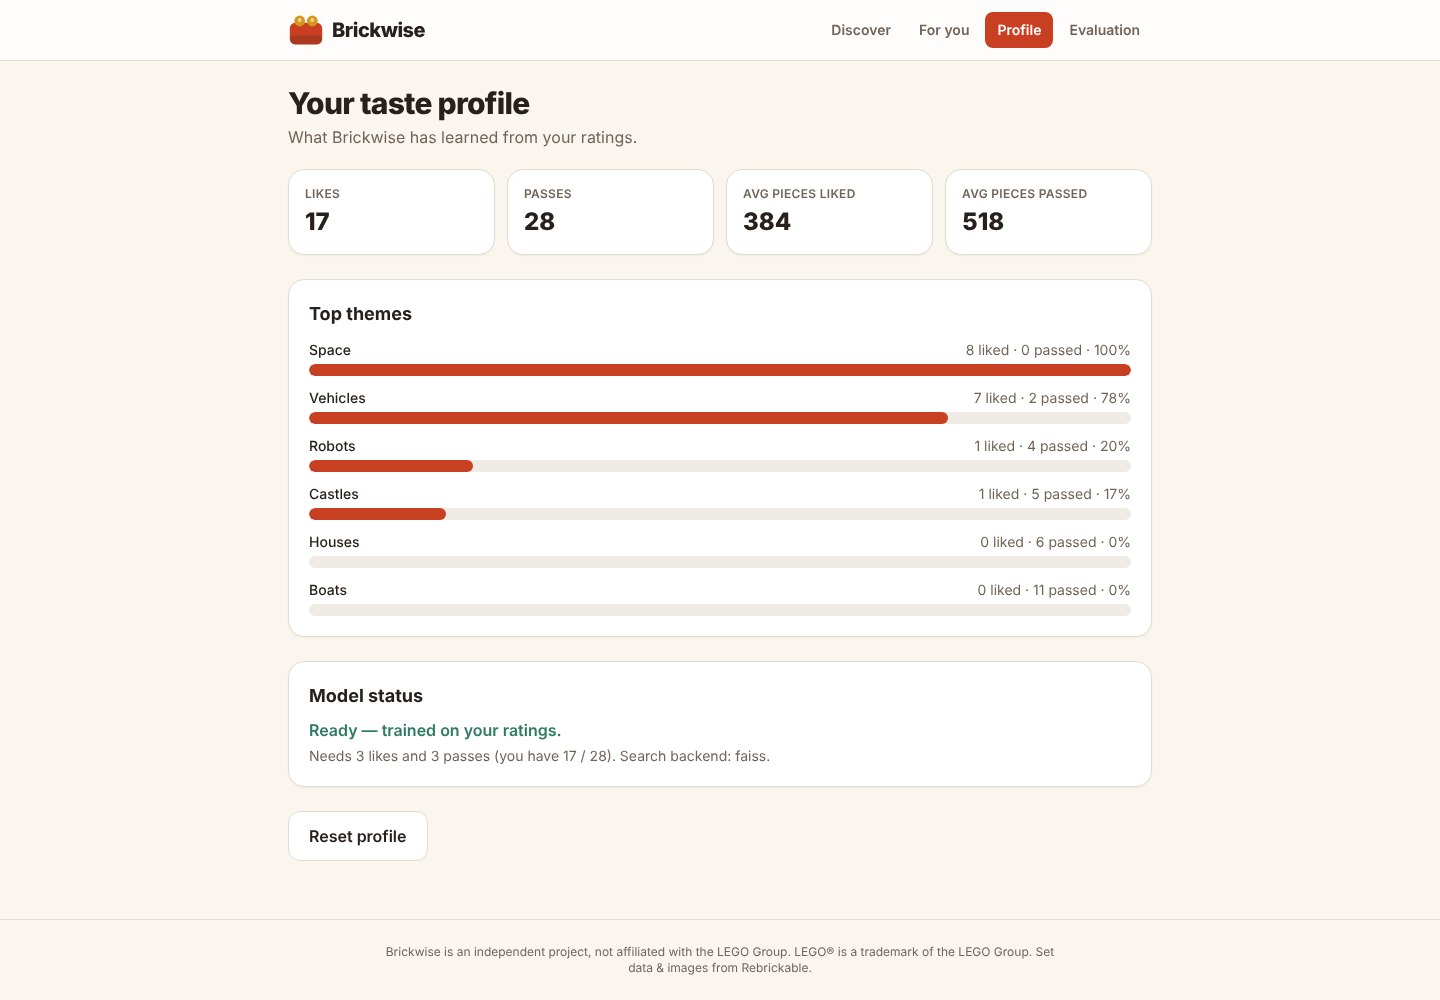 Brickwise
Discover
For you
Profile
Evaluation
Your taste profile
What Brickwise has learned from your ratings.
LIKES
17
PASSES
28
AVG PIECES LIKED
384
AVG PIECES PASSED
518
Top themes
Space
8 liked · 0 passed · 100%
Vehicles
7 liked · 2 passed · 78%
Robots
1 liked · 4 passed · 20%
Castles
1 liked · 5 passed · 17%
Houses
0 liked · 6 passed · 0%
Boats
0 liked · 11 passed · 0%
Model status
Ready — trained on your ratings.
Needs 3 likes and 3 passes (you have 17 / 28). Search backend: faiss.
Reset profile
Brickwise is an independent project, not affiliated with the LEGO Group. LEGO® is a trademark of the LEGO Group. Set
data & images from Rebrickable.